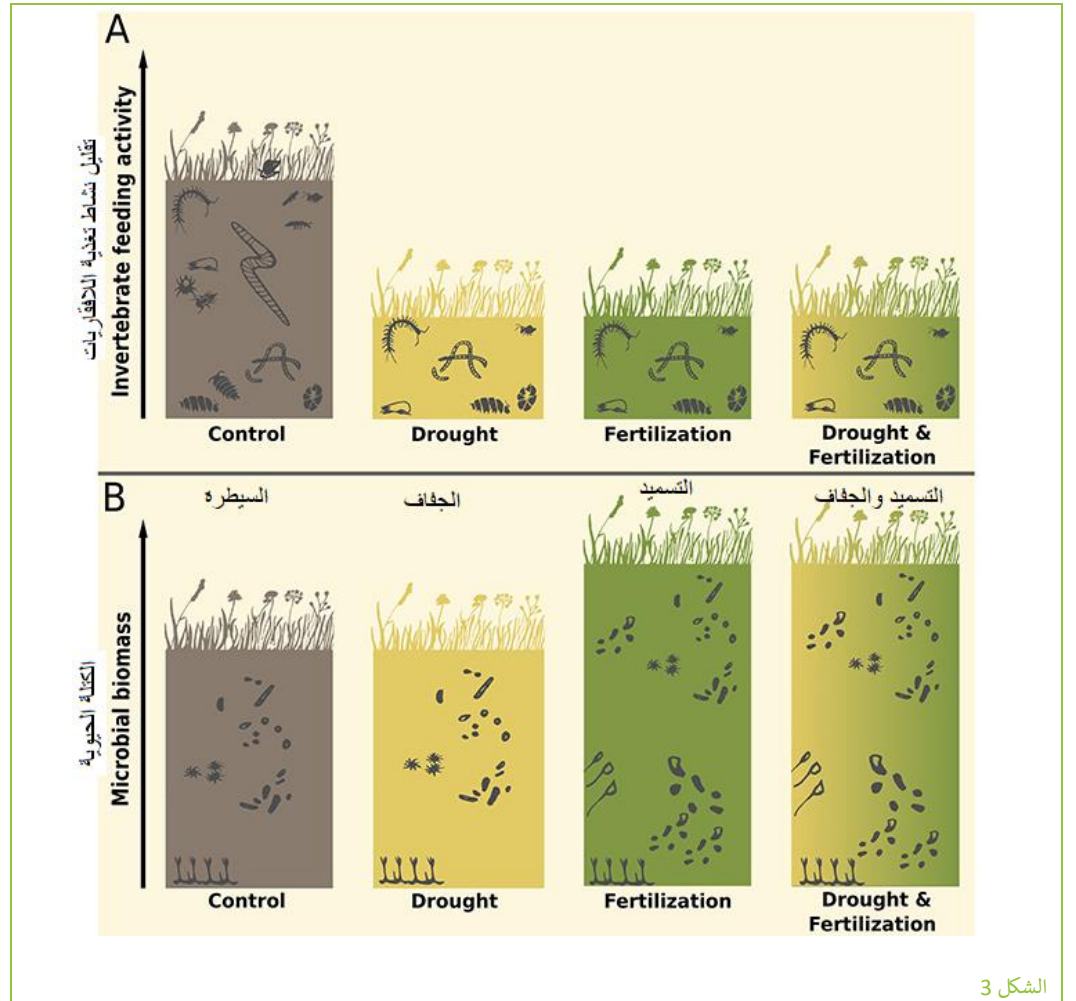 A
تقليل نشاط تغذية اللافقاريات
Invertebrate feeding activity
Control
Drought
Fertilization
Drought &
Fertilization
B
السيطرة
الجفاف
التسميد
التسميد والجفاف
الكتلة الحيوية
Microbial biomass
Control
Drought
Fertilization
Drought &
Fertilization
الشكل 3